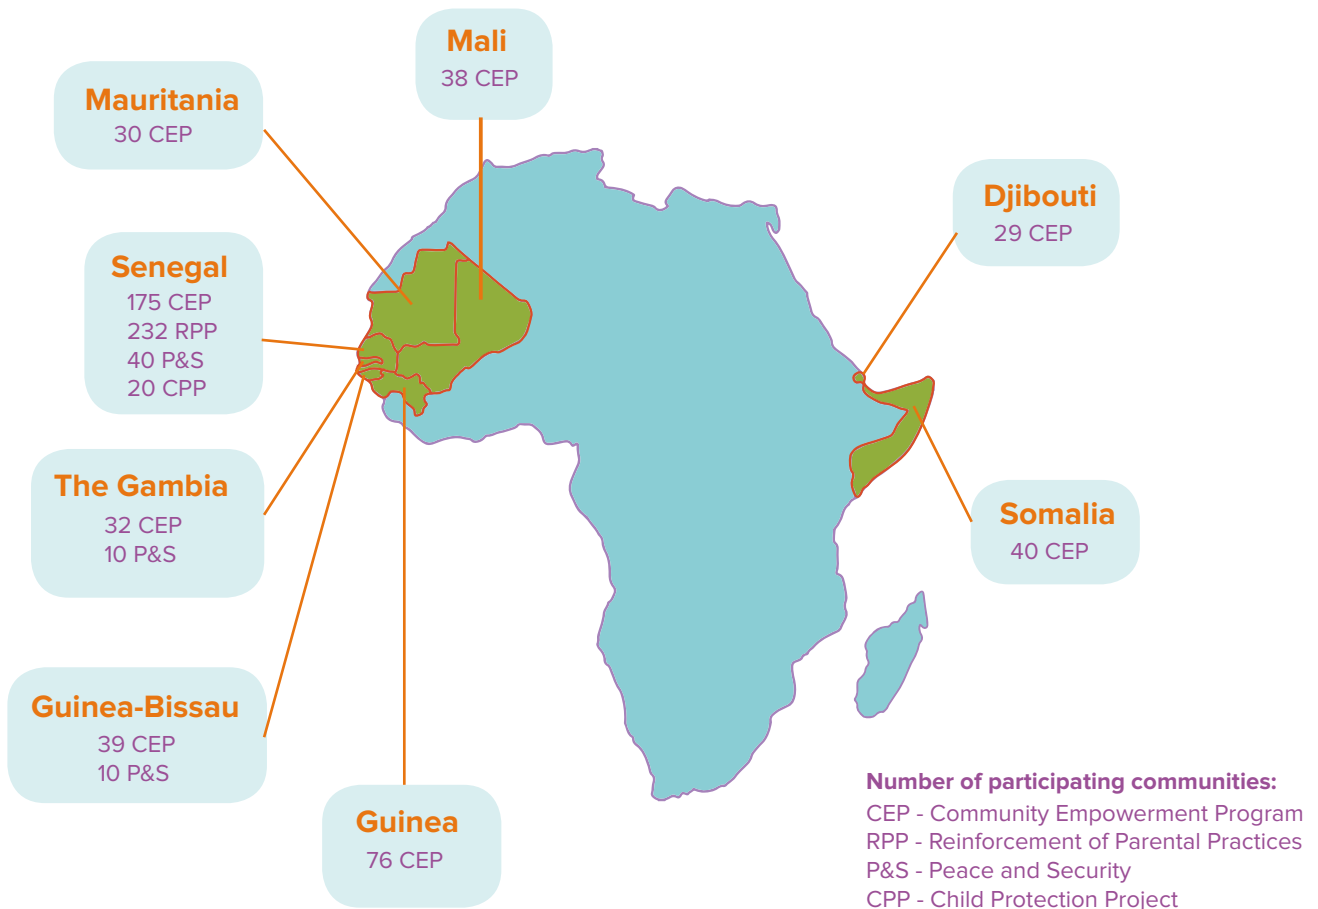 Mali
38 CEP
Mauritania
30 CEP
Djibouti
29 CEP
Senegal
175 CEP
232 RPP
40 P&S
20 CPP
The Gambia
32 CEP
10 P&S
Somalia
40 CEP
Guinea-Bissau
39 CEP
10 P&S
Guinea
76 CEP
Number of participating communities:
CEP - Community Empowerment Program
RPP - Reinforcement of Parental Practices
P&S - Peace and Security
CPP - Child Protection Project